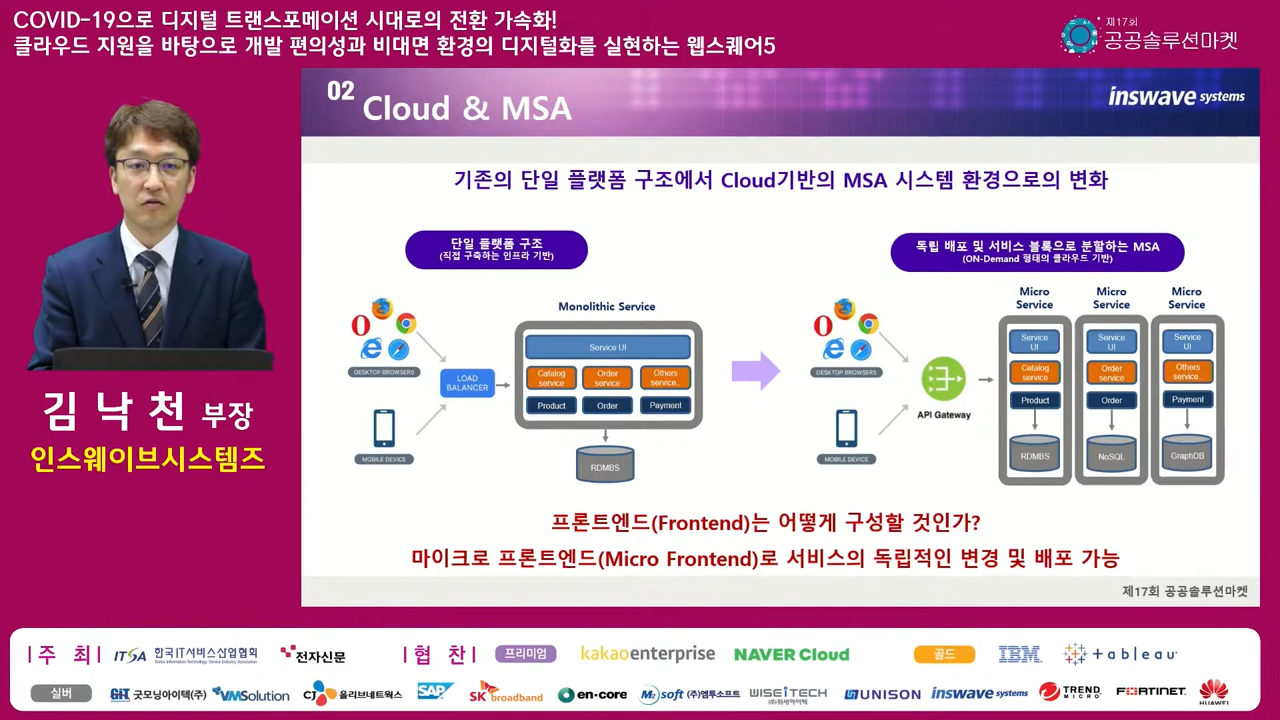 COVID-19으로 디지털 트랜스포메이션 시대로의 전환 가속화!
클라우드 지원을 바탕으로 개발 편의성과 비대면 환경의 디지털화를 실현하는 웹스퀘어5
제17회
공공솔루션마켓
02 Cloud & MSA
inswave systems
기존의 단일 플랫폼 구조에서 Cloud기반의 MSA 시스템 환경으로의 변화
단일 플랫폼 구조
(직접 구축하는 인프라 기반)
Monolithic Service
DESKTOP BROWSERS
MOBILE DEVICE
LOAD
BALANCER
Service UI
Catalog
service
Order
service
Others
service..
Product
Order
Payment
RDMBS
독립 배포 및 서비스 블록으로 분할하는 MSA
(ON-Demand 형태의 클라우드 기반)
DESKTOP BROWSERS
MOBILE DEVICE
API Gateway
Micro
Service
Service
UI
Catalog
service
Product
RDMBS
Micro
Service
Service
UI
Order
service
Order
NoSQL
Micro
Service
Service
UI
Others
service..
Payment
GraphDB
프론트엔드(Frontend)는 어떻게 구성할 것인가?
마이크로 프론트엔드(Micro Frontend)로 서비스의 독립적인 변경 및 배포 가능
제17회 공공솔루션마켓
김 낙 천 부장
인스웨이브시스템즈
|주 최| ITSA 한국IT서비스산업협회
Korea Information Technology Service Industry Association
전자신문
|협 찬| 프리미엄 kakaoenterprise NAVER Cloud 골드 IBM tableau
실버 GIT 굿모닝아이텍(주) VMSolution CJ 올리브네트웍스 SAP SK broadband en-core M2soft (주)엠투소프트 WISEiTECH
(주)위세아이텍
UNISON inswave systems TREND
MICRO
FORTINET HUAWEI